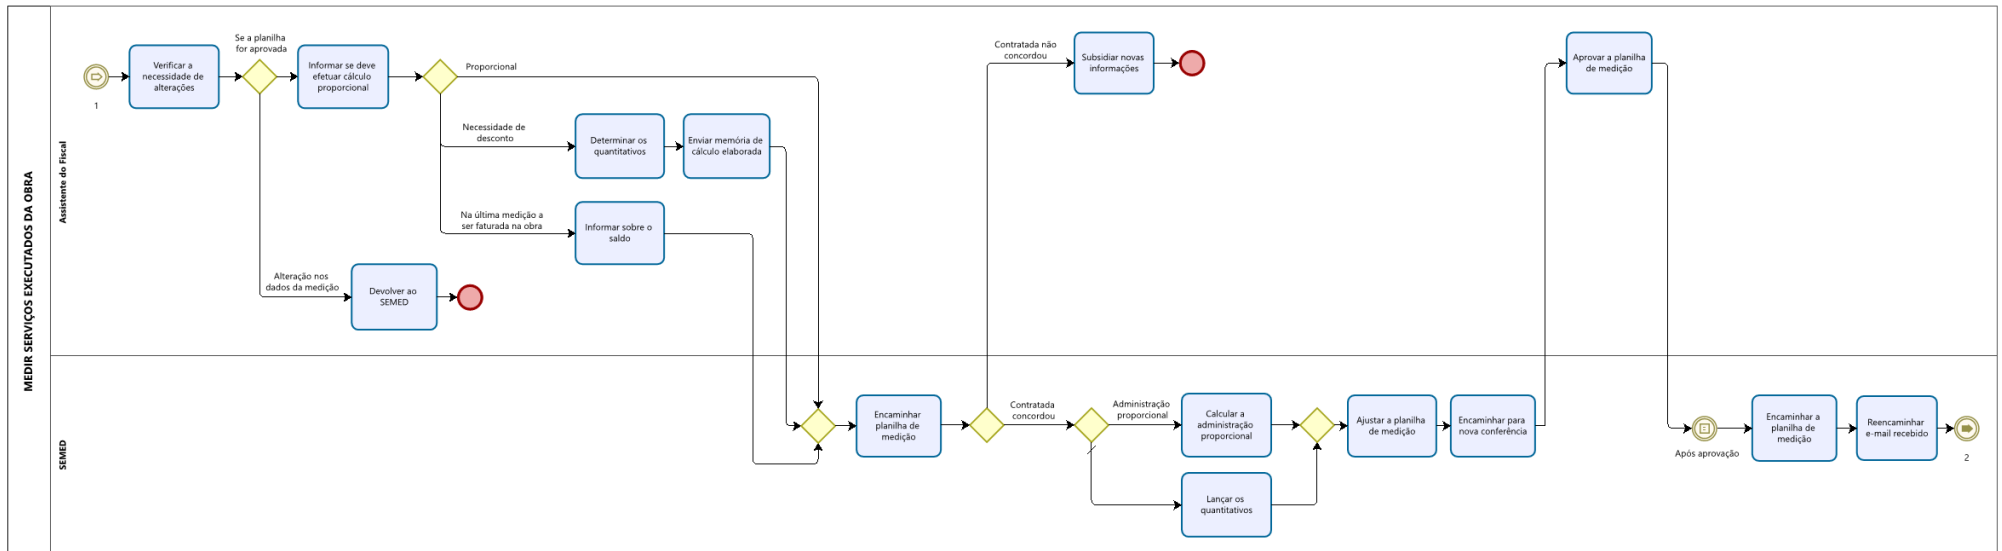 MEDIR SERVIÇOS EXECUTADOS DA OBRA
Assistente do Fiscal
1
Verificar a
necessidade de
alterações
Se a planilha
for aprovada
Informar se deve
efetuar cálculo
proporcional
Proporcional
Necessidade de
desconto
Determinar os
quantitativos
Enviar memória de
cálculo elaborada
Na última medição a
ser faturada na obra
Informar sobre o
saldo
Alteração nos
dados da medição
Devolver ao
SEMED
Contratada não
concordou
Subsidiar novas
informações
Aprovar a planilha
de medição
SEMED
Encaminhar
planilha de
medição
Contratada
concordou
Administração
proporcional
Calcular a
administração
proporcional
Lançar os
quantitativos
Ajustar a planilha
de medição
Encaminhar para
nova conferência
Após aprovação
Encaminhar a
planilha de
medição
Reencaminhar
e-mail recebido
2